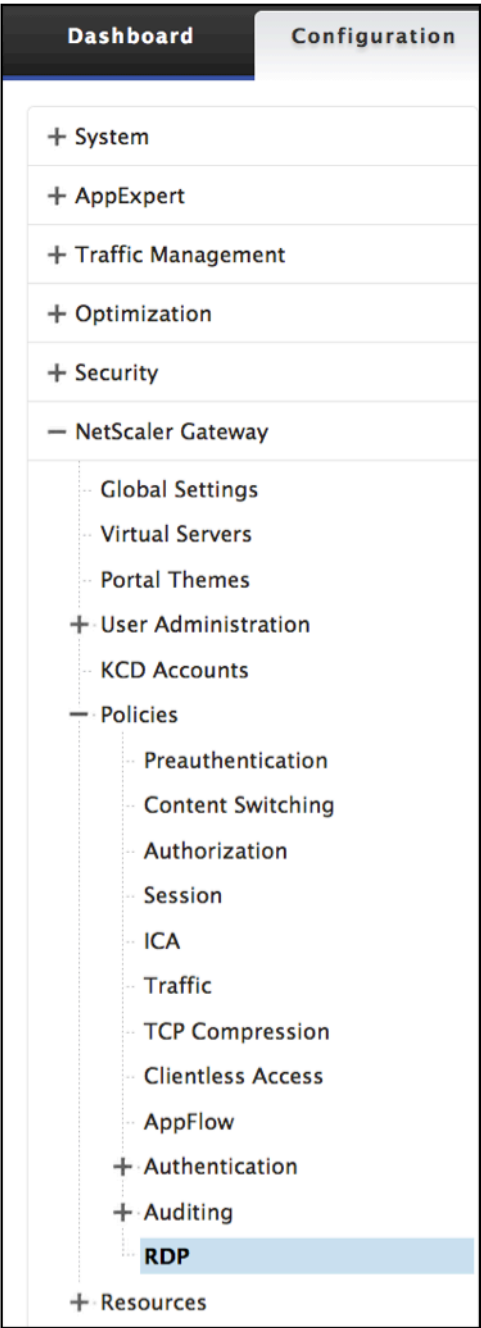 Dashboard Configuration
System
AppExpert
Traffic Management
Optimization
Security
NetScaler Gateway
Global Settings
Virtual Servers
Portal Themes
User Administration
KCD Accounts
Policies
Preauthentication
Content Switching
Authorization
Session
ICA
Traffic
TCP Compression
Clientless Access
AppFlow
Authentication
Auditing
RDP
Resources